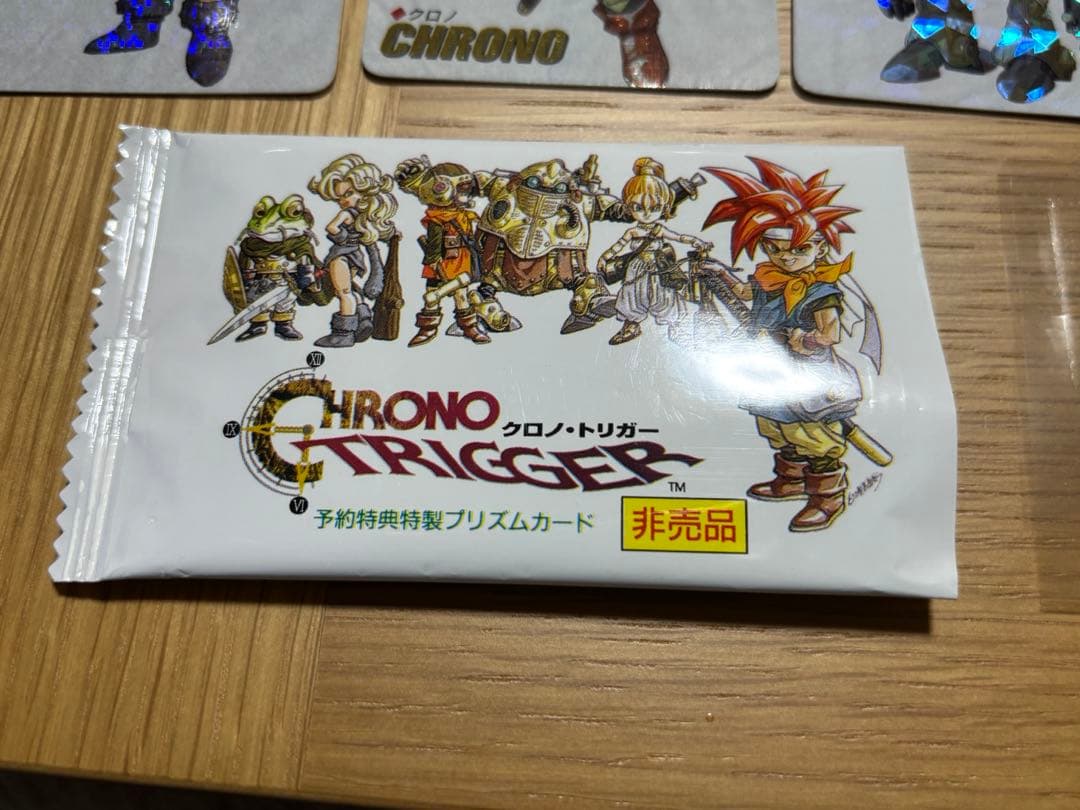 ◆クロノ
CHRONO
XII
IX
VI
CHRONO
TRIGGER™
クロノ・トリガー
予約特典特製プリズムカード
非売品